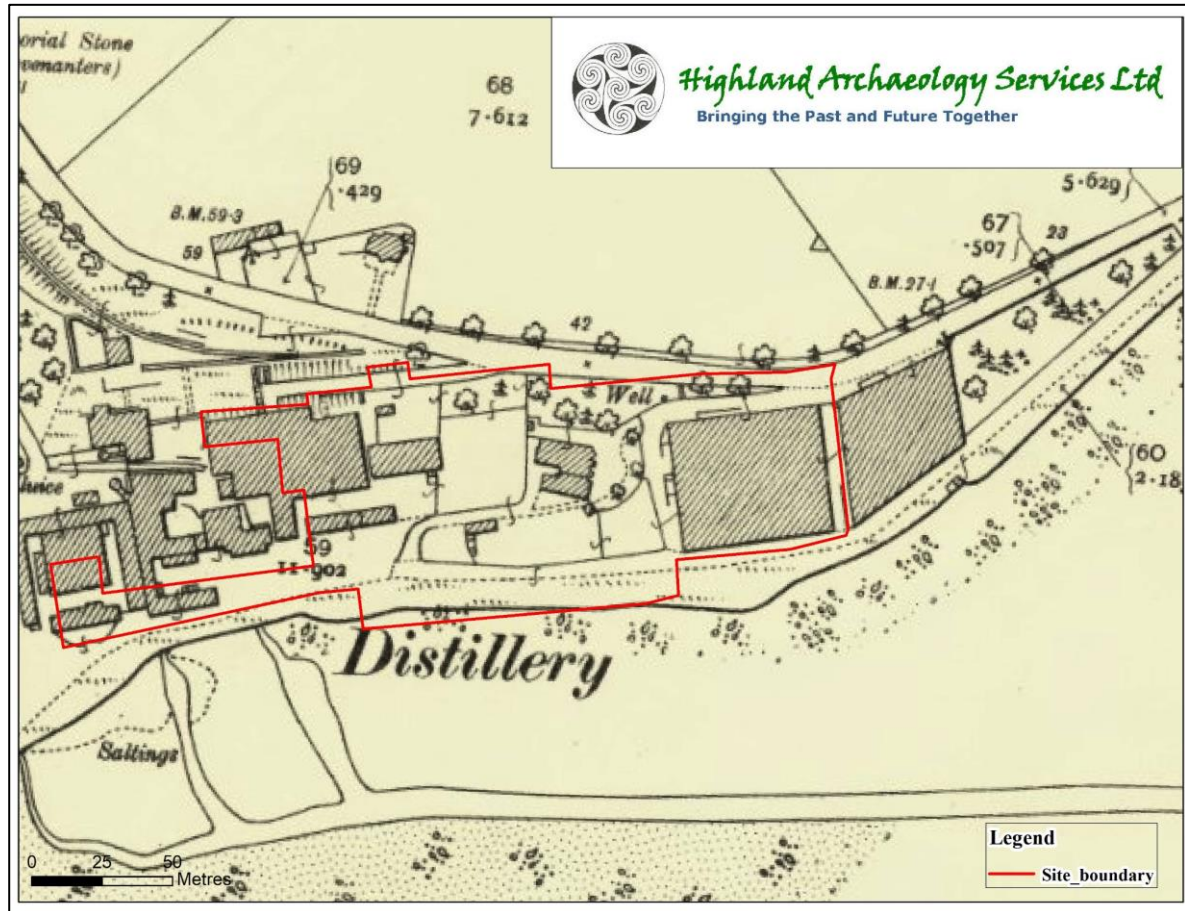 orial Stone
venanters)
68
7·612
Highland Archaeology Services Ltd
Bringing the Past and Future Together
69
·429
5·629
B.M.59·3
59
67
·507
23
B.M.27·1
42
Well
60
2·18
59
11·902
Distillery
Saltings
0 25 50
Metres
Legend
Site_boundary